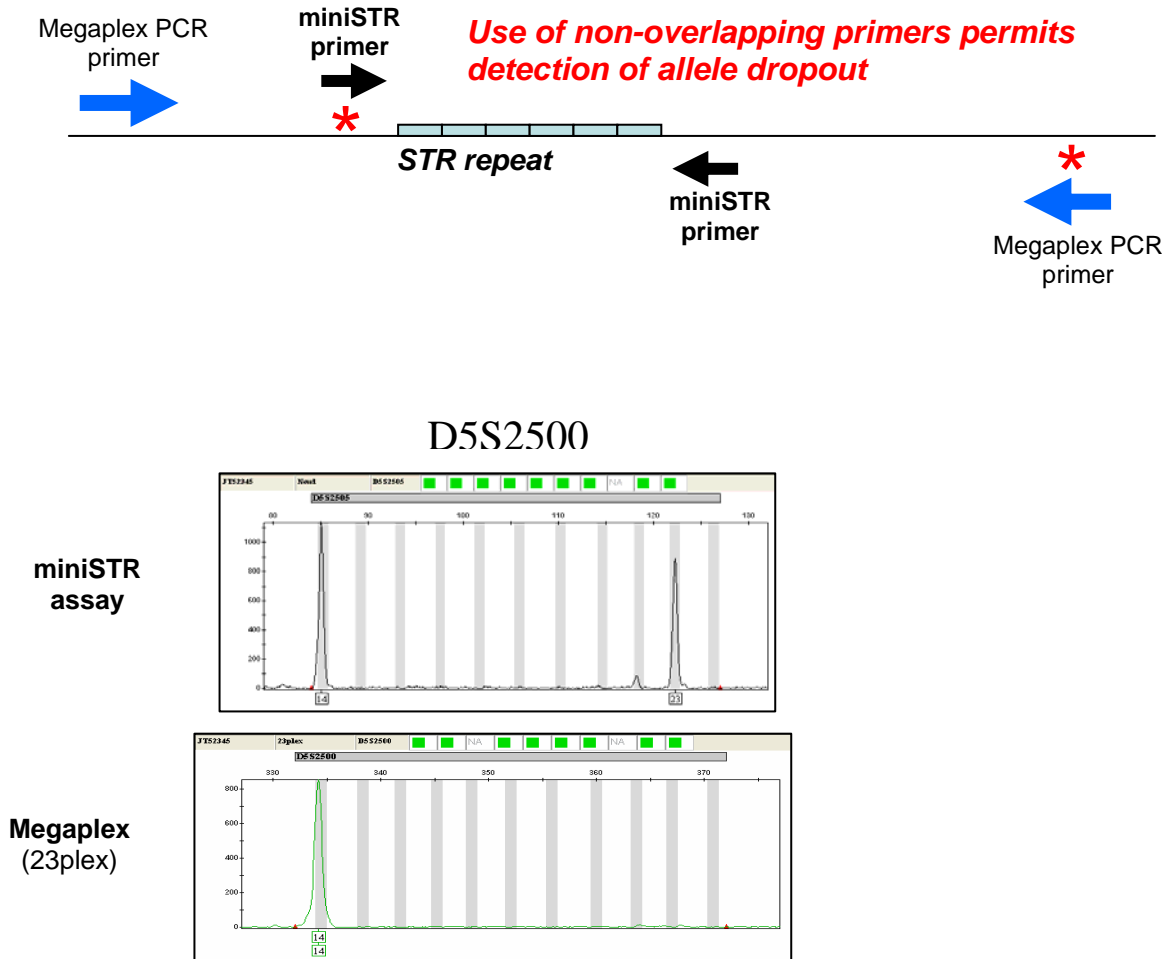 Megaplex PCR
primer
miniSTR
primer
Use of non-overlapping primers permits
detection of allele dropout
*
*
STR repeat
miniSTR
primer
Megaplex PCR
primer
D5S2500
miniSTR
assay
JT52345 D5S2505 NA
D5S2505
90 100 110 120 130
1000
800
600
400
200
0
14 23
Megaplex
(23plex)
JT52345 23plex D5S2500 NA NA
D5S2500
330 340 350 360 370
800
600
400
200
0
14
14